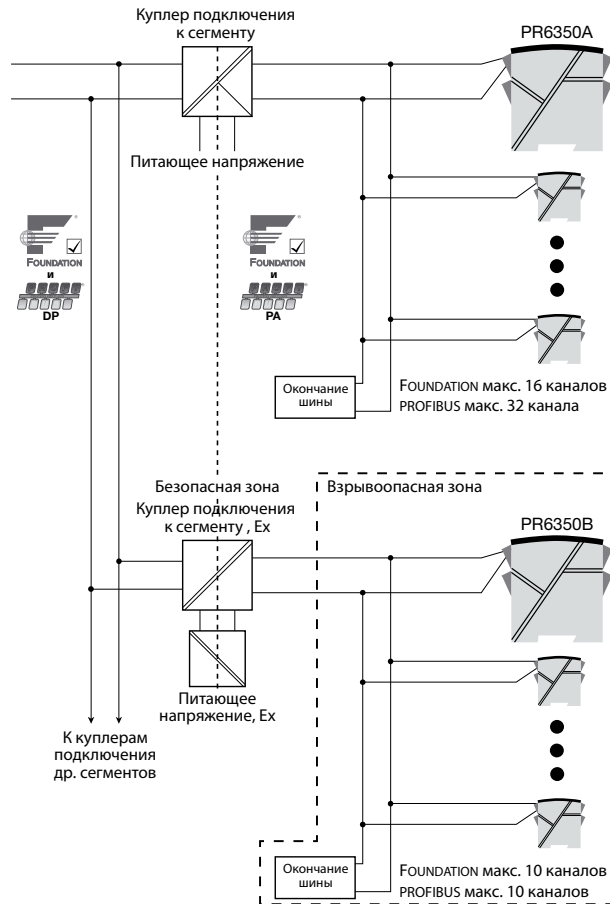 Куплер подключения
к сегменту
PR6350A
Питающее напряжение
FOUNDATION
и
DP
FOUNDATION
и
PA
Окончание
шины
FOUNDATION макс. 16 каналов
PROFIBUS макс. 32 канала
Безопасная зона
Взрывоопасная зона
Куплер подключения
к сегменту , Ex
PR6350B
Питающее
напряжение, Ex
К куплерам
подключения
др. сегментов
Окончание
шины
FOUNDATION макс. 10 каналов
PROFIBUS макс. 10 каналов